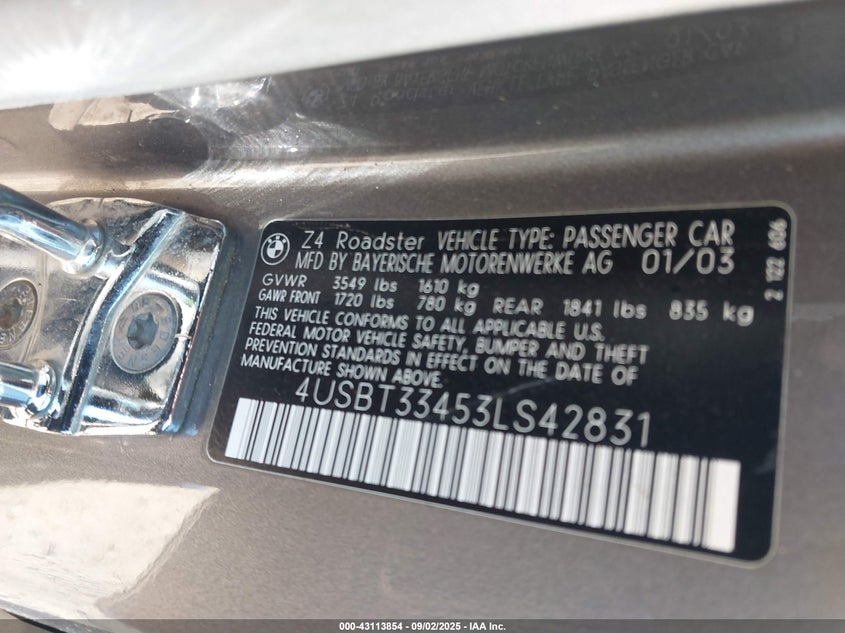 Z4 Roadster VEHICLE TYPE: PASSENGER CAR
MFD BY BAYERISCHE MOTORENWERKE AG 01/03
GVWR 3549 lbs 1610 kg
GAWR FRONT 1720 lbs 780 kg REAR 1841 lbs 835 kg
THIS VEHICLE CONFORMS TO ALL APPLICABLE U.S.
FEDERAL MOTOR VEHICLE SAFETY, BUMPER AND THEFT
PREVENTION STANDARDS IN EFFECT ON THE DATE OF
MANUFACTURE SHOWN ABOVE.
4USBT33453LS42831
2 122 606
000-43113854 | 09/02/2025 | IAA Inc.